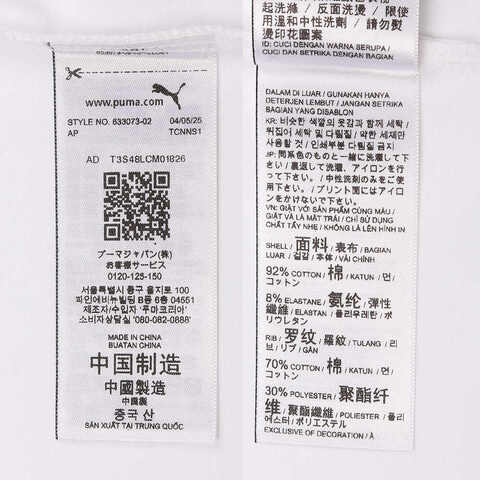 www.puma.com
STYLE NO. 633073-02 04/05/25
AP TCNNS1
AD T3S48LCM01826
プーマジャパン(株)
お客様サービス
0120-125-150
서울특별시 중구 을지로 100
파인에비뉴빌딩 B동 6층 04551
제조자/수입자 '푸마코리아'
소비자상담실 '080-082-0888'
MADE IN CHINA
BUATAN CHINA
中国制造
中國製造
中国製
중국 산
SẢN XUẤT TẠI TRUNG QUỐC
起洗滌 / 反面洗燙 / 限使
用溫和中性洗劑 / 請勿熨
燙印花圖案
ID: CUCI DENGAN WARNA SERUPA /
CUCI DAN SETRIKA DENGAN BAGIAN
DALAM DI LUAR / GUNAKAN HANYA
DETERJEN LEMBUT / JANGAN SETRIKA
BAGIAN YANG DISABLON
KR: 비슷한 색깔의 옷감과 함께 세탁 /
뒤집어 세탁 및 다림질 / 약한 세제만
사용할 것 / 인쇄부분 다림질 금지
JP: 同系色のものと一緒に洗濯して下
さい / 裏返して洗濯、アイロンを行
って下さい。 / 中性洗剤のみをご使
用下さい。 / プリント面にはアイロ
ンをかけないで下さい。
VN: GIẶT VỚI SẢN PHẨM CÙNG MÀU /
GIẶT VÀ LÀ MẶT TRÁI / CHỈ SỬ DỤNG
CHẤT TẨY NHẸ / KHÔNG LÀ LÊN HÌNH IN
SHELL / 面料 / 表布 / BAGIAN
LUAR / 겉감 / 本体 / VẢI CHÍNH
92% COTTON / 棉 / KATUN / 면 /
コットン
8% ELASTANE / 氨纶 / 彈性
纖維 / ELASTAN / 폴리우레탄 / ポ
リウレタン
RIB / 罗纹 / 羅紋 / TULANG / 리
브 / リブ / GÂN
70% COTTON / 棉 / KATUN / 면 /
コットン
30% POLYESTER / 聚酯纤
维 / 聚酯纖維 / POLIESTER / 폴리
에스터 / ポリエステル
EXCLUSIVE OF DECORATION / À